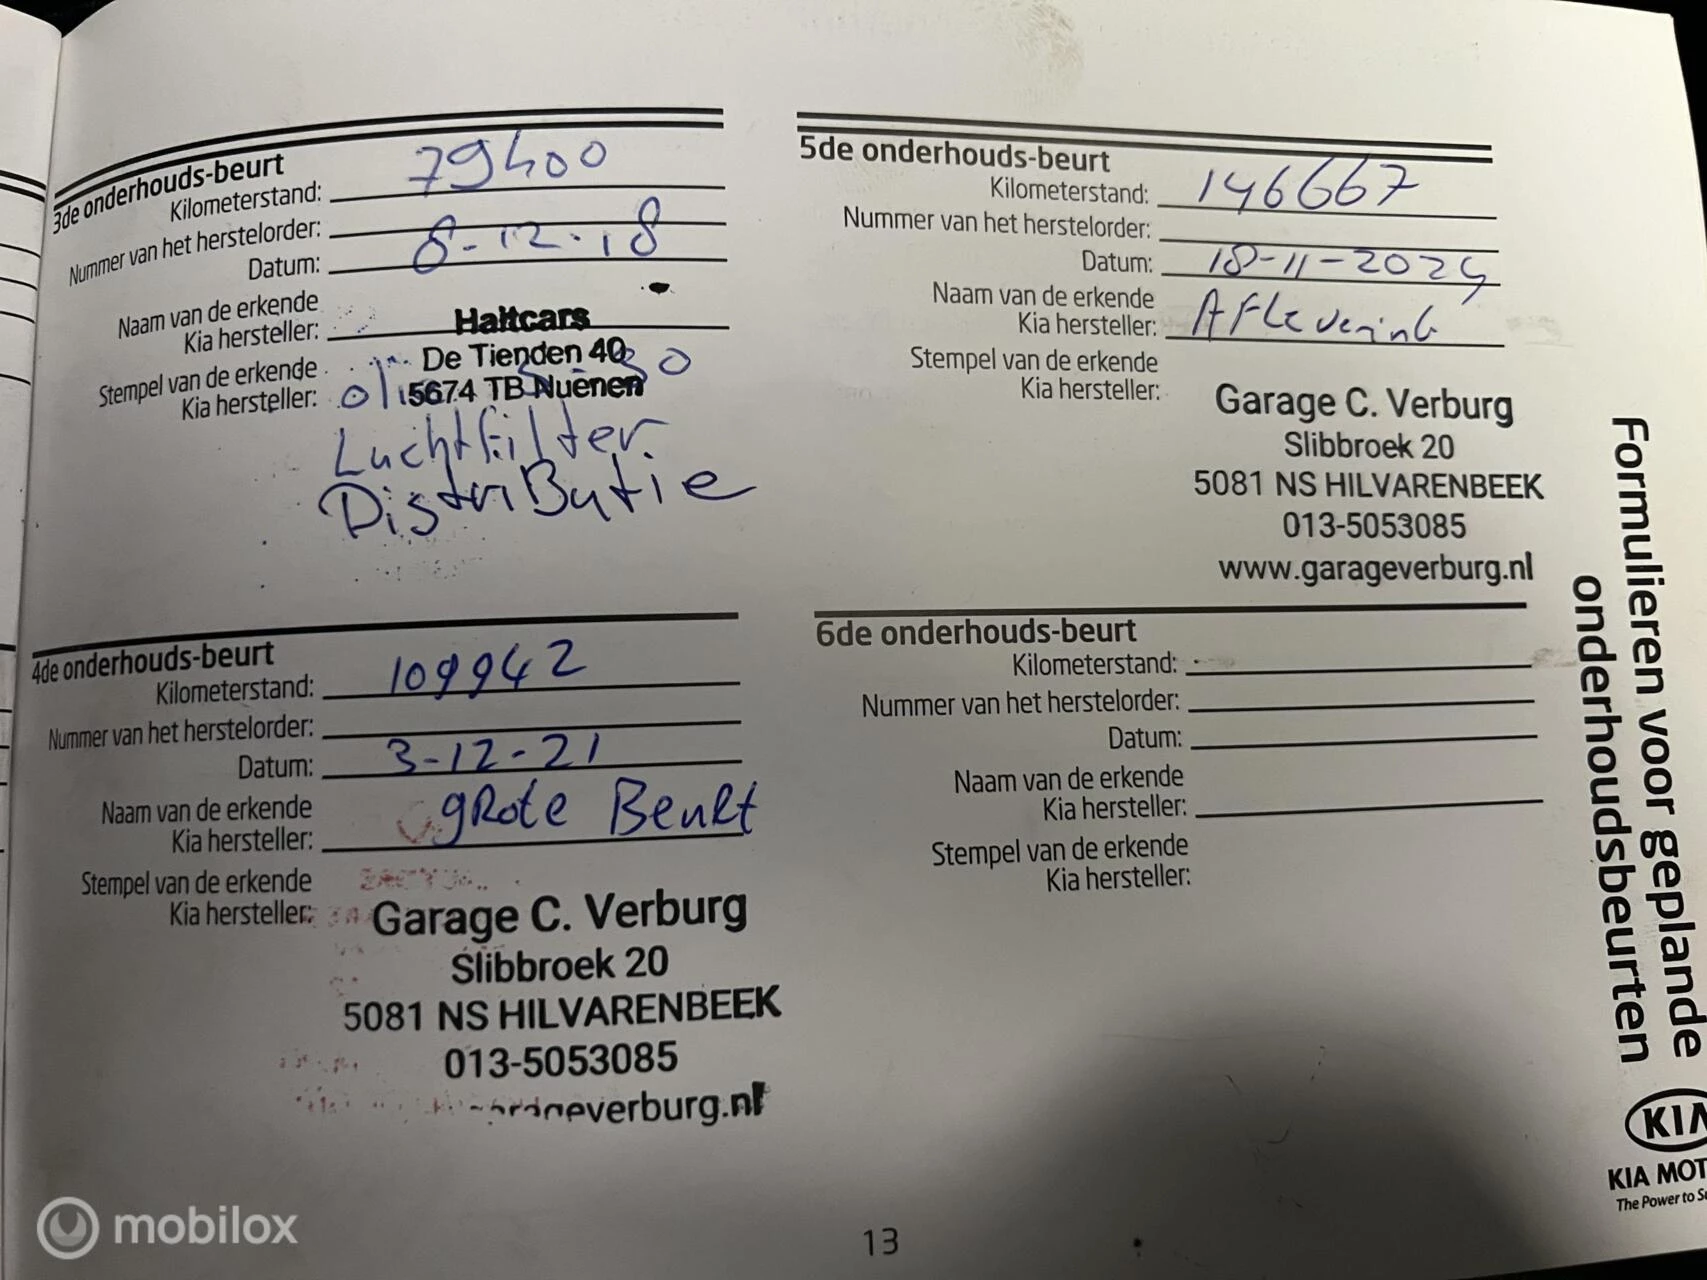 3de onderhouds-beurt
Kilometerstand: 79400
Nummer van het herstelorder:
Datum: 8-12-18
Naam van de erkende
Kia hersteller:
Haltcars
Stempel van de erkende
Kia hersteller:
De Tienden 40
5674 TB Nuenen
Luchtfilter
DistriButie
4de onderhouds-beurt
Kilometerstand: 109942
Nummer van het herstelorder:
Datum: 3-12-21
Naam van de erkende
Kia hersteller: gRote BeuRt
Stempel van de erkende
Kia hersteller:
Garage C. Verburg
Slibbroek 20
5081 NS HILVARENBEEK
013-5053085
5de onderhouds-beurt
Kilometerstand: 146667
Nummer van het herstelorder:
Datum: 18-11-2024
Naam van de erkende
Kia hersteller: AFleverinG
Stempel van de erkende
Kia hersteller:
Garage C. Verburg
Slibbroek 20
5081 NS HILVARENBEEK
013-5053085
www.garageverburg.nl
6de onderhouds-beurt
Kilometerstand:
Nummer van het herstelorder:
Datum:
Naam van de erkende
Kia hersteller:
Stempel van de erkende
Kia hersteller:
Formulieren voor geplande
onderhoudsbeurten
KIA
KIA MOT
The Power to Su
13
mobilox